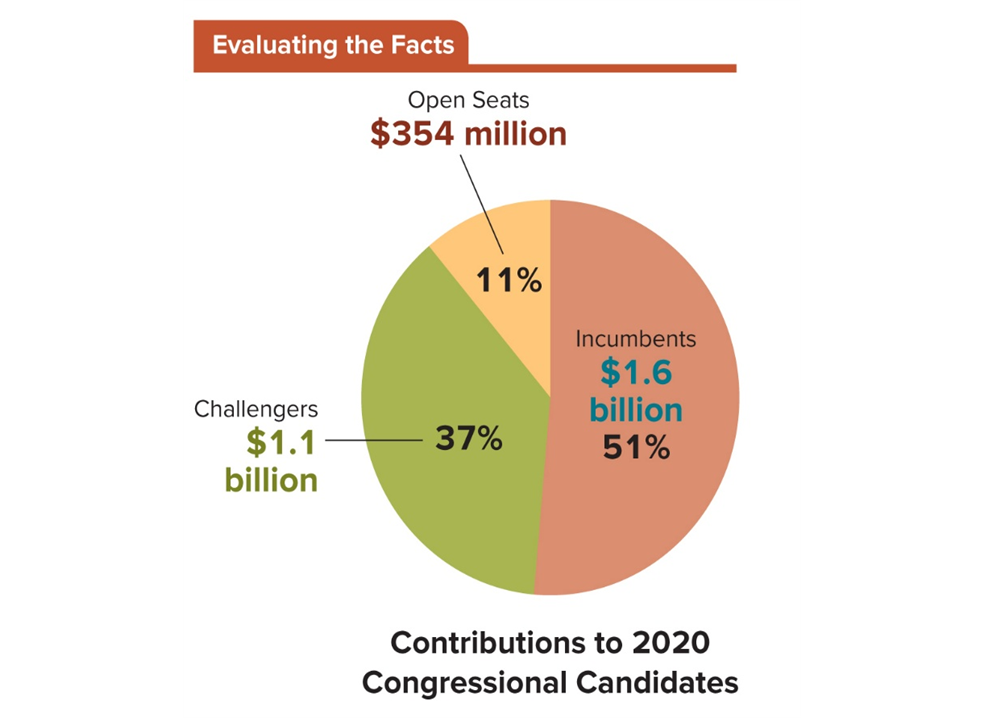 Evaluating the Facts
Open Seats
$354 million
11%
Incumbents
$1.6
billion
51%
Challengers
$1.1
billion
37%
Contributions to 2020
Congressional Candidates